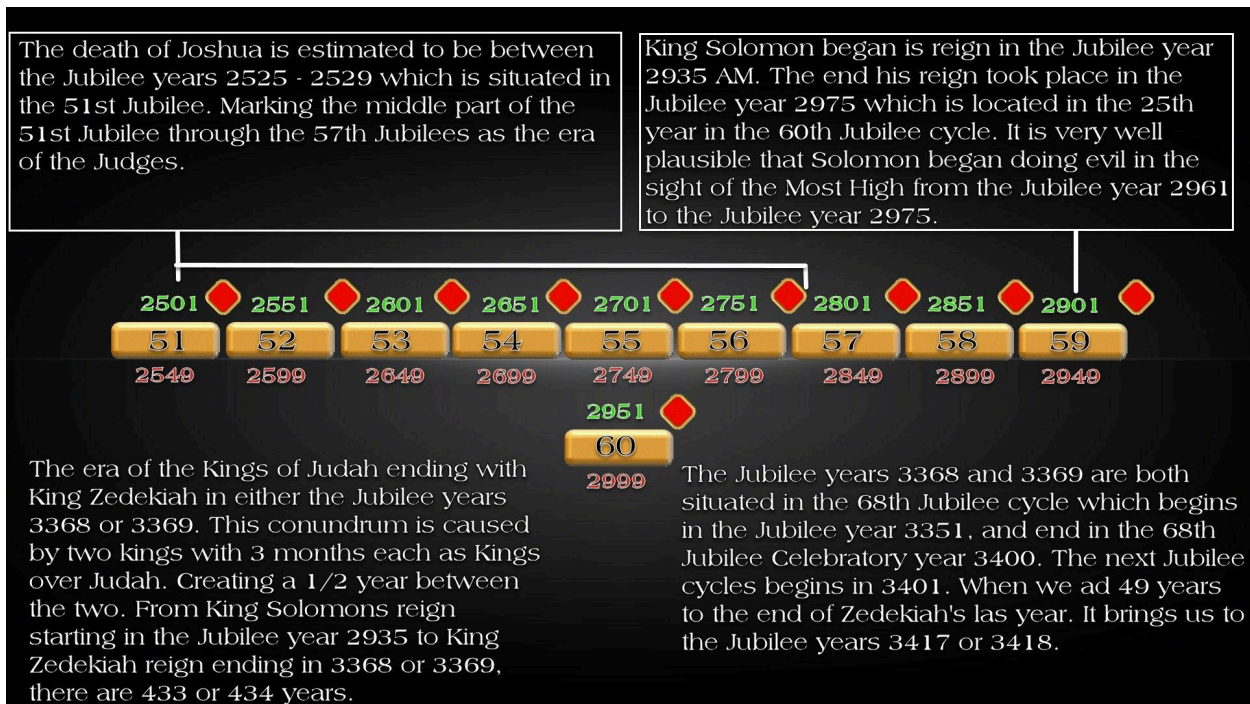 The death of Joshua is estimated to be between
the Jubilee years 2525 - 2529 which is situated in
the 51st Jubilee. Marking the middle part of the
51st Jubilee through the 57th Jubilees as the era
of the Judges.
King Solomon began is reign in the Jubilee year
2935 AM. The end his reign took place in the
Jubilee year 2975 which is located in the 25th
year in the 60th Jubilee cycle. It is very well
plausible that Solomon began doing evil in the
sight of the Most High from the Jubilee year 2961
to the Jubilee year 2975.
2501 2551 2601 2651 2701 2751 2801 2851 2901
51 52 53 54 55 56 57 58 59
2549 2599 2649 2699 2749 2799 2849 2899 2949
2951
60
2999
The era of the Kings of Judah ending with
King Zedekiah in either the Jubilee years
3368 or 3369. This conundrum is caused
by two kings with 3 months each as Kings
over Judah. Creating a 1/2 year between
the two. From King Solomons reign
starting in the Jubilee year 2935 to King
Zedekiah reign ending in 3368 or 3369,
there are 433 or 434 years.
The Jubilee years 3368 and 3369 are both
situated in the 68th Jubilee cycle which begins
in the Jubilee year 3351, and end in the 68th
Jubilee Celebratory year 3400. The next Jubilee
cycles begins in 3401. When we ad 49 years
to the end of Zedekiah's las year. It brings us to
the Jubilee years 3417 or 3418.